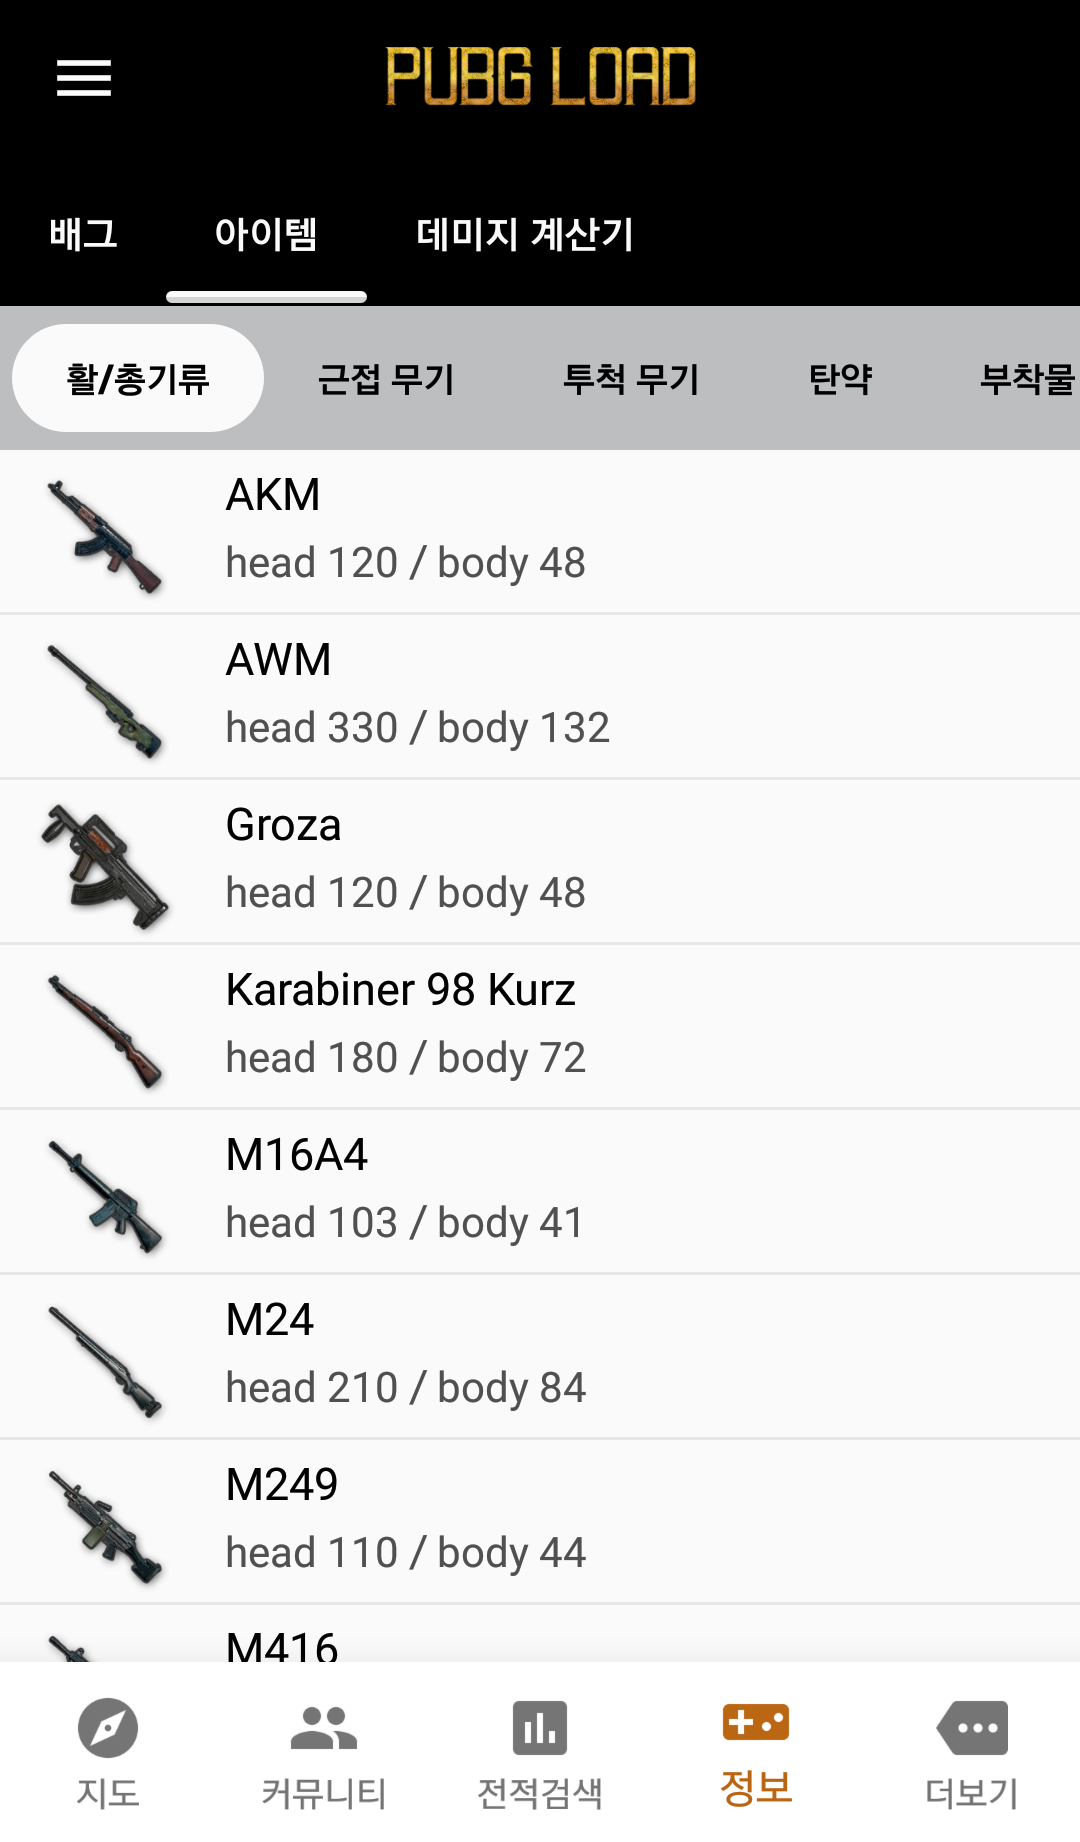 PUBG LOAD
배그 아이템 데미지 계산기
활/총기류 근접 무기 투척 무기 탄약 부착물
AKM
head 120 / body 48
AWM
head 330 / body 132
Groza
head 120 / body 48
Karabiner 98 Kurz
head 180 / body 72
M16A4
head 103 / body 41
M24
head 210 / body 84
M249
head 110 / body 44
M416
지도 커뮤니티 전적검색 정보 더보기